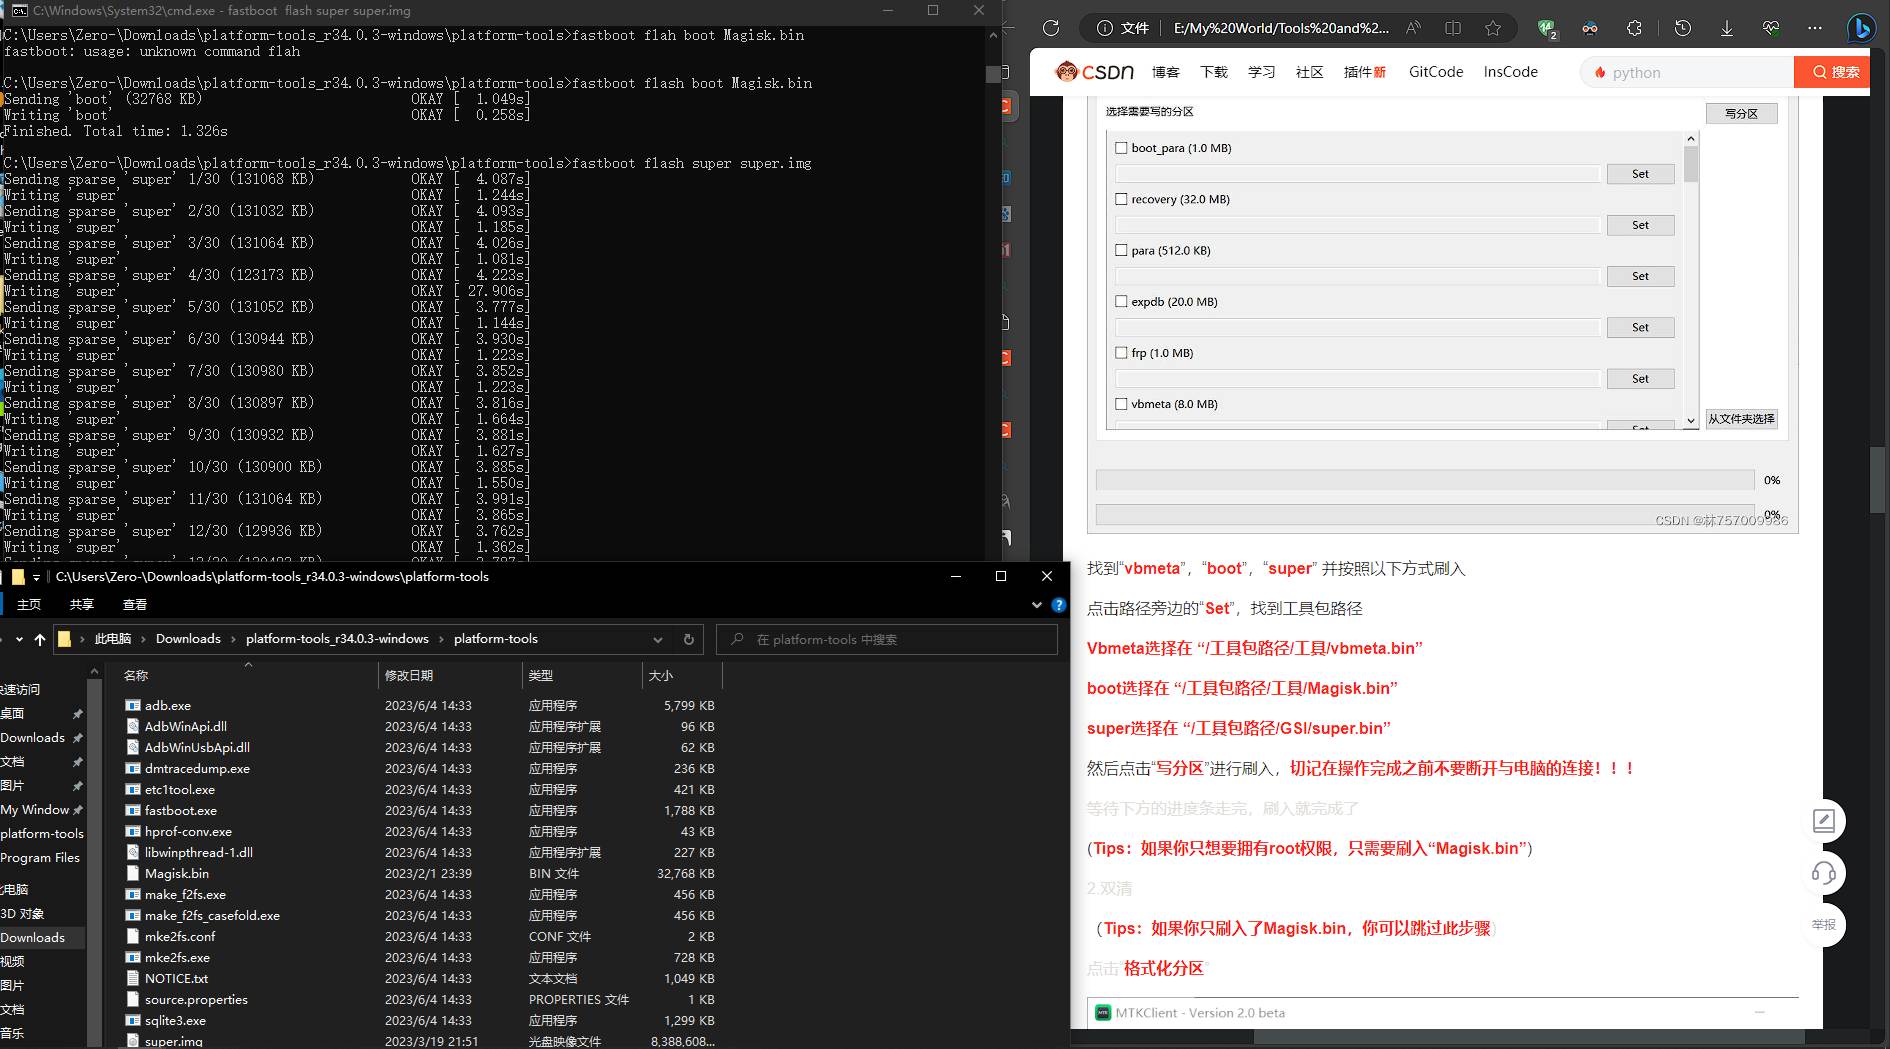 C:\Windows\System32\cmd.exe - fastboot  flash super super.img
C:\Users\Zero-\Downloads\platform-tools_r34.0.3-windows\platform-tools>fastboot flah boot Magisk.bin
fastboot: usage: unknown command flah
C:\Users\Zero-\Downloads\platform-tools_r34.0.3-windows\platform-tools>fastboot flash boot Magisk.bin
Sending 'boot' (32768 KB) OKAY [ 1.049s]
Writing 'boot' OKAY [ 0.258s]
Finished. Total time: 1.326s
C:\Users\Zero-\Downloads\platform-tools_r34.0.3-windows\platform-tools>fastboot flash super super.img
Sending sparse 'super' 1/30 (131068 KB) OKAY [ 4.087s]
Writing 'super' OKAY [ 1.244s]
Sending sparse 'super' 2/30 (131032 KB) OKAY [ 4.093s]
Writing 'super' OKAY [ 1.185s]
Sending sparse 'super' 3/30 (131064 KB) OKAY [ 4.026s]
Writing 'super' OKAY [ 1.081s]
Sending sparse 'super' 4/30 (123173 KB) OKAY [ 4.223s]
Writing 'super' OKAY [ 27.906s]
Sending sparse 'super' 5/30 (131052 KB) OKAY [ 3.777s]
Writing 'super' OKAY [ 1.144s]
Sending sparse 'super' 6/30 (130944 KB) OKAY [ 3.930s]
Writing 'super' OKAY [ 1.223s]
Sending sparse 'super' 7/30 (130980 KB) OKAY [ 3.852s]
Writing 'super' OKAY [ 1.223s]
Sending sparse 'super' 8/30 (130897 KB) OKAY [ 3.816s]
Writing 'super' OKAY [ 1.664s]
Sending sparse 'super' 9/30 (130932 KB) OKAY [ 3.881s]
Writing 'super' OKAY [ 1.627s]
Sending sparse 'super' 10/30 (130900 KB) OKAY [ 3.885s]
Writing 'super' OKAY [ 1.550s]
Sending sparse 'super' 11/30 (131064 KB) OKAY [ 3.991s]
Writing 'super' OKAY [ 3.865s]
Sending sparse 'super' 12/30 (129936 KB) OKAY [ 3.762s]
Writing 'super' OKAY [ 1.362s]
C:\Users\Zero-\Downloads\platform-tools_r34.0.3-windows\platform-tools
主页 共享 查看
此电脑 › Downloads › platform-tools_r34.0.3-windows › platform-tools
在 platform-tools 中搜索
名称 修改日期 类型 大小
速访问
桌面
Downloads
文档
图片
My Window
platform-tools
Program Files
电脑
3D 对象
Downloads
视频
图片
文档
音乐
adb.exe 2023/6/4 14:33 应用程序 5,799 KB
AdbWinApi.dll 2023/6/4 14:33 应用程序扩展 96 KB
AdbWinUsbApi.dll 2023/6/4 14:33 应用程序扩展 62 KB
dmtracedump.exe 2023/6/4 14:33 应用程序 236 KB
etc1tool.exe 2023/6/4 14:33 应用程序 421 KB
fastboot.exe 2023/6/4 14:33 应用程序 1,788 KB
hprof-conv.exe 2023/6/4 14:33 应用程序 43 KB
libwinpthread-1.dll 2023/6/4 14:33 应用程序扩展 227 KB
Magisk.bin 2023/2/1 23:39 BIN 文件 32,768 KB
make_f2fs.exe 2023/6/4 14:33 应用程序 456 KB
make_f2fs_casefold.exe 2023/6/4 14:33 应用程序 456 KB
mke2fs.conf 2023/6/4 14:33 CONF 文件 2 KB
mke2fs.exe 2023/6/4 14:33 应用程序 728 KB
NOTICE.txt 2023/6/4 14:33 文本文档 1,049 KB
source.properties 2023/6/4 14:33 PROPERTIES 文件 1 KB
sqlite3.exe 2023/6/4 14:33 应用程序 1,299 KB
super.img 2023/3/19 21:51 光盘映像文件 8,388,608...
文件 E:/My%20World/Tools%20and%2...
2
CSDN 博客 下载 学习 社区 插件新 GitCode InsCode python 搜索
选择需要写的分区 写分区
boot_para (1.0 MB)
Set
recovery (32.0 MB)
Set
para (512.0 KB)
Set
expdb (20.0 MB)
Set
frp (1.0 MB)
Set
vbmeta (8.0 MB)
从文件夹选择
0%
0%
CSDN @林757009986
找到“vbmeta”，“boot”，“super” 并按照以下方式刷入
点击路径旁边的“Set”，找到工具包路径
Vbmeta选择在 “/工具包路径/工具/vbmeta.bin”
boot选择在 “/工具包路径/工具/Magisk.bin”
super选择在 “/工具包路径/GSI/super.bin”
然后点击“写分区”进行刷入，切记在操作完成之前不要断开与电脑的连接！！！
等待下方的进度条走完，刷入就完成了
(Tips：如果你只想要拥有root权限，只需要刷入“Magisk.bin”)
2.双清
（Tips：如果你只刷入了Magisk.bin，你可以跳过此步骤）
点击“格式化分区”
MTKClient - Version 2.0 beta
举报